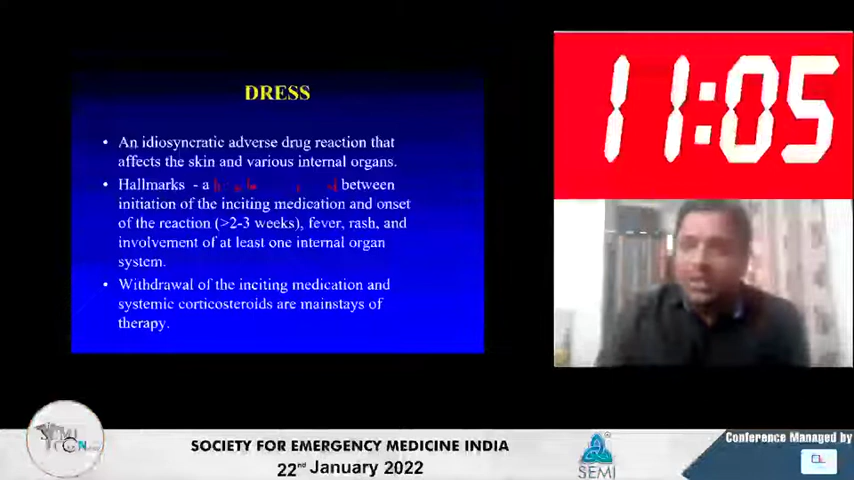 DRESS
• An idiosyncratic adverse drug reaction that
affects the skin and various internal organs.
• Hallmarks - a between
initiation of the inciting medication and onset
of the reaction (>2-3 weeks), fever, rash, and
involvement of at least one internal organ
system.
• Withdrawal of the inciting medication and
systemic corticosteroids are mainstays of
therapy.
11:05
SOCIETY FOR EMERGENCY MEDICINE INDIA
22nd January 2022
SEMI
Conference Managed by